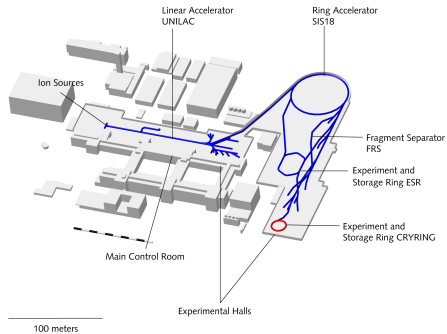 Linear Accelerator
UNILAC
Ring Accelerator
SIS18
Ion Sources
Fragment Separator
FRS
Experiment and
Storage Ring ESR
Experiment and
Storage Ring CRYRING
Main Control Room
Experimental Halls
100 meters